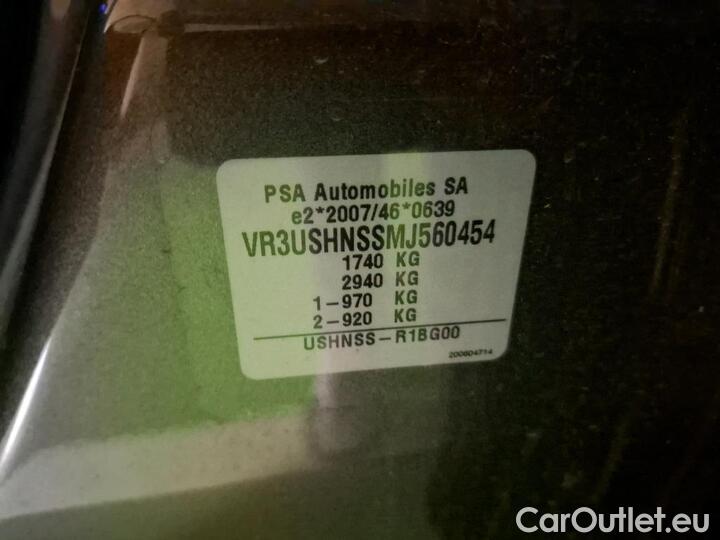 PSA Automobiles SA
e2*2007/46*0639
VR3USHNSSMJ560454
1740 KG
2940 KG
1-970 KG
2-920 KG
USHNSS-R1BG00
200604714
CarOutlet.eu